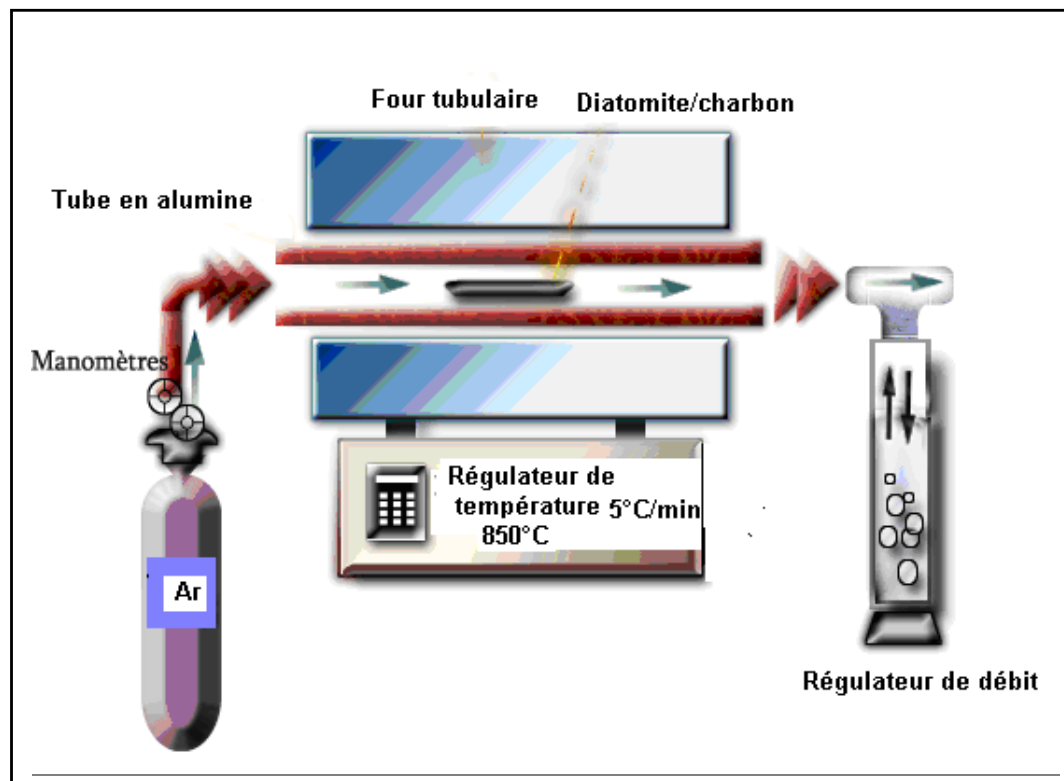 Four tubulaire
Diatomite/charbon
Tube en alumine
Manomètres
Régulateur de
température 5°C/min
850°C
Ar
Régulateur de débit